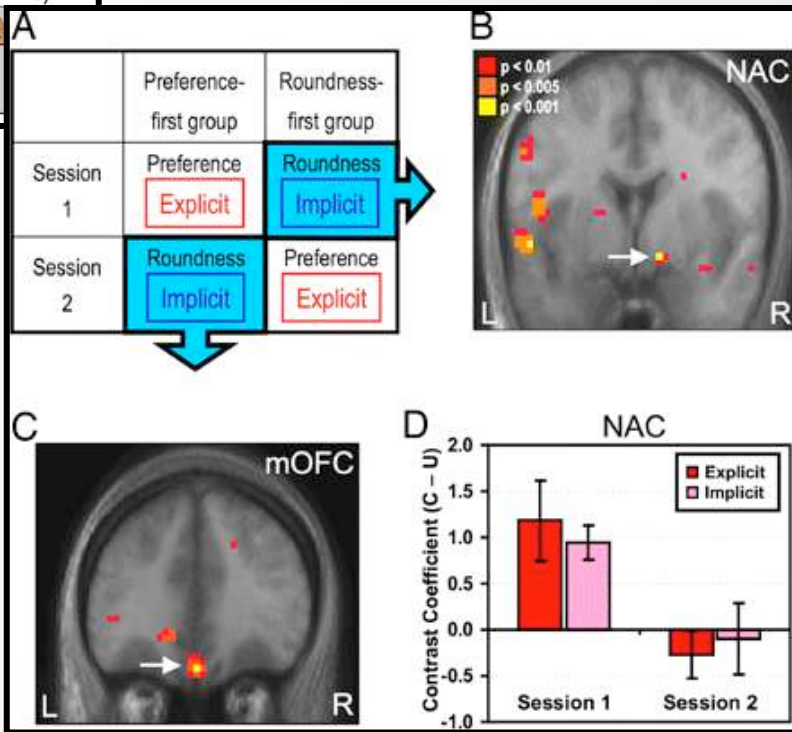 A
Preference-
first group
Roundness-
first group
Session
1
Preference
Explicit
Roundness
Implicit
Session
2
Roundness
Implicit
Preference
Explicit
B
NAC
p < 0.01
p < 0.005
p < 0.001
L
R
C
mOFC
L
R
D
NAC
Contrast Coefficient (C – U)
2.0
1.5
1.0
0.5
0.0
-0.5
-1.0
Explicit
Implicit
Session 1
Session 2